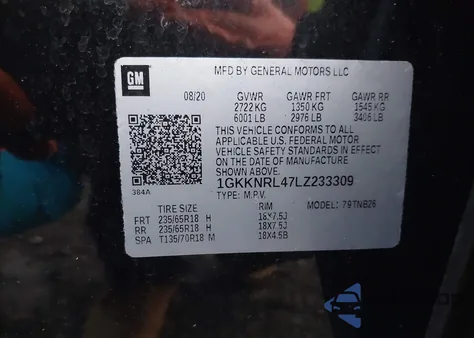 GM
MFD BY GENERAL MOTORS LLC
08/20 GVWR GAWR FRT GAWR RR
2722 KG 1350 KG 1545 KG
6001 LB 2976 LB 3406 LB
THIS VEHICLE CONFORMS TO ALL
APPLICABLE U.S. FEDERAL MOTOR
VEHICLE SAFETY STANDARDS IN EFFECT
ON THE DATE OF MANUFACTURE
SHOWN ABOVE.
384A 1GKKNRL47LZ233309
TYPE: M.P.V. MODEL: 79TNB26
TIRE SIZE RIM
FRT 235/65R18 H 18X7.5J
RR 235/65R18 H 18X7.5J
SPA T135/70R18 M 18X4.5B